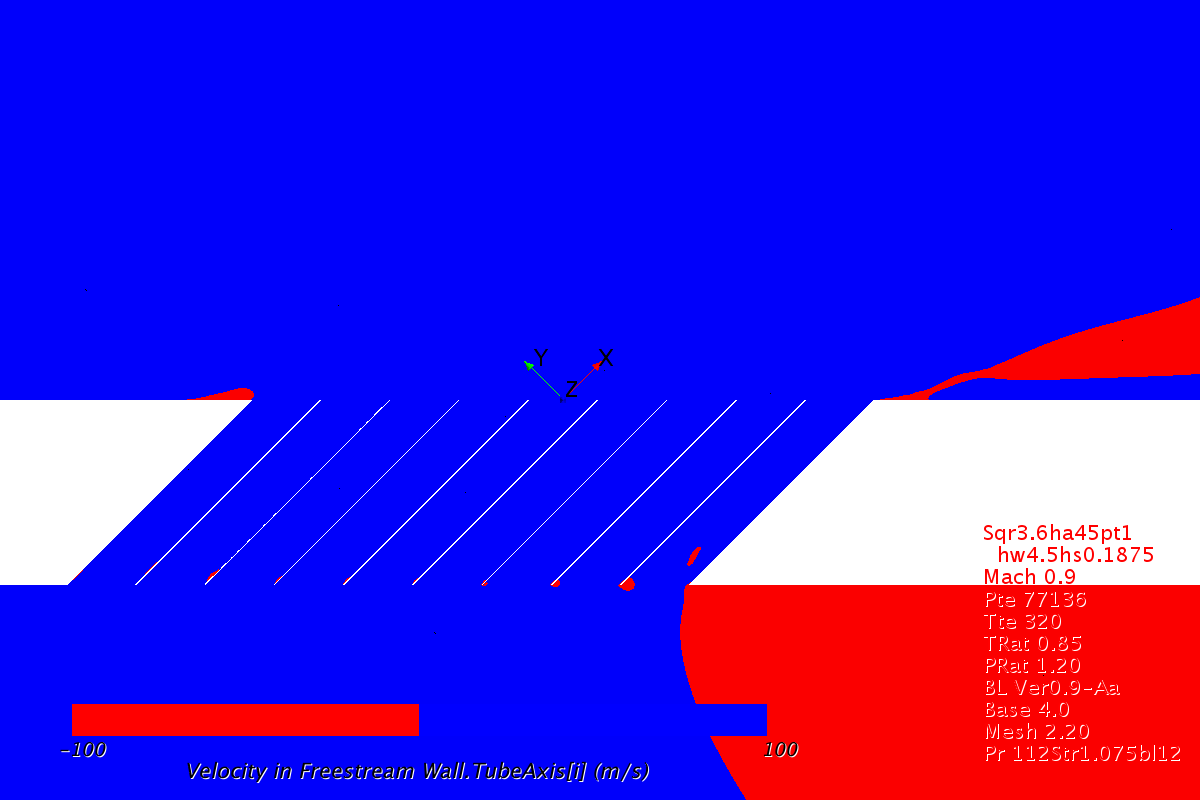 Y X
Z
Sqr3.6ha45pt1
hw4.5hs0.1875
Mach 0.9
Pte 77136
Tte 320
TRat 0.85
PRat 1.20
BL Ver0.9-Aa
Base 4.0
Mesh 2.20
Pr 112Str1.075bl12
-100 100
Velocity in Freestream Wall.TubeAxis[i] (m/s)